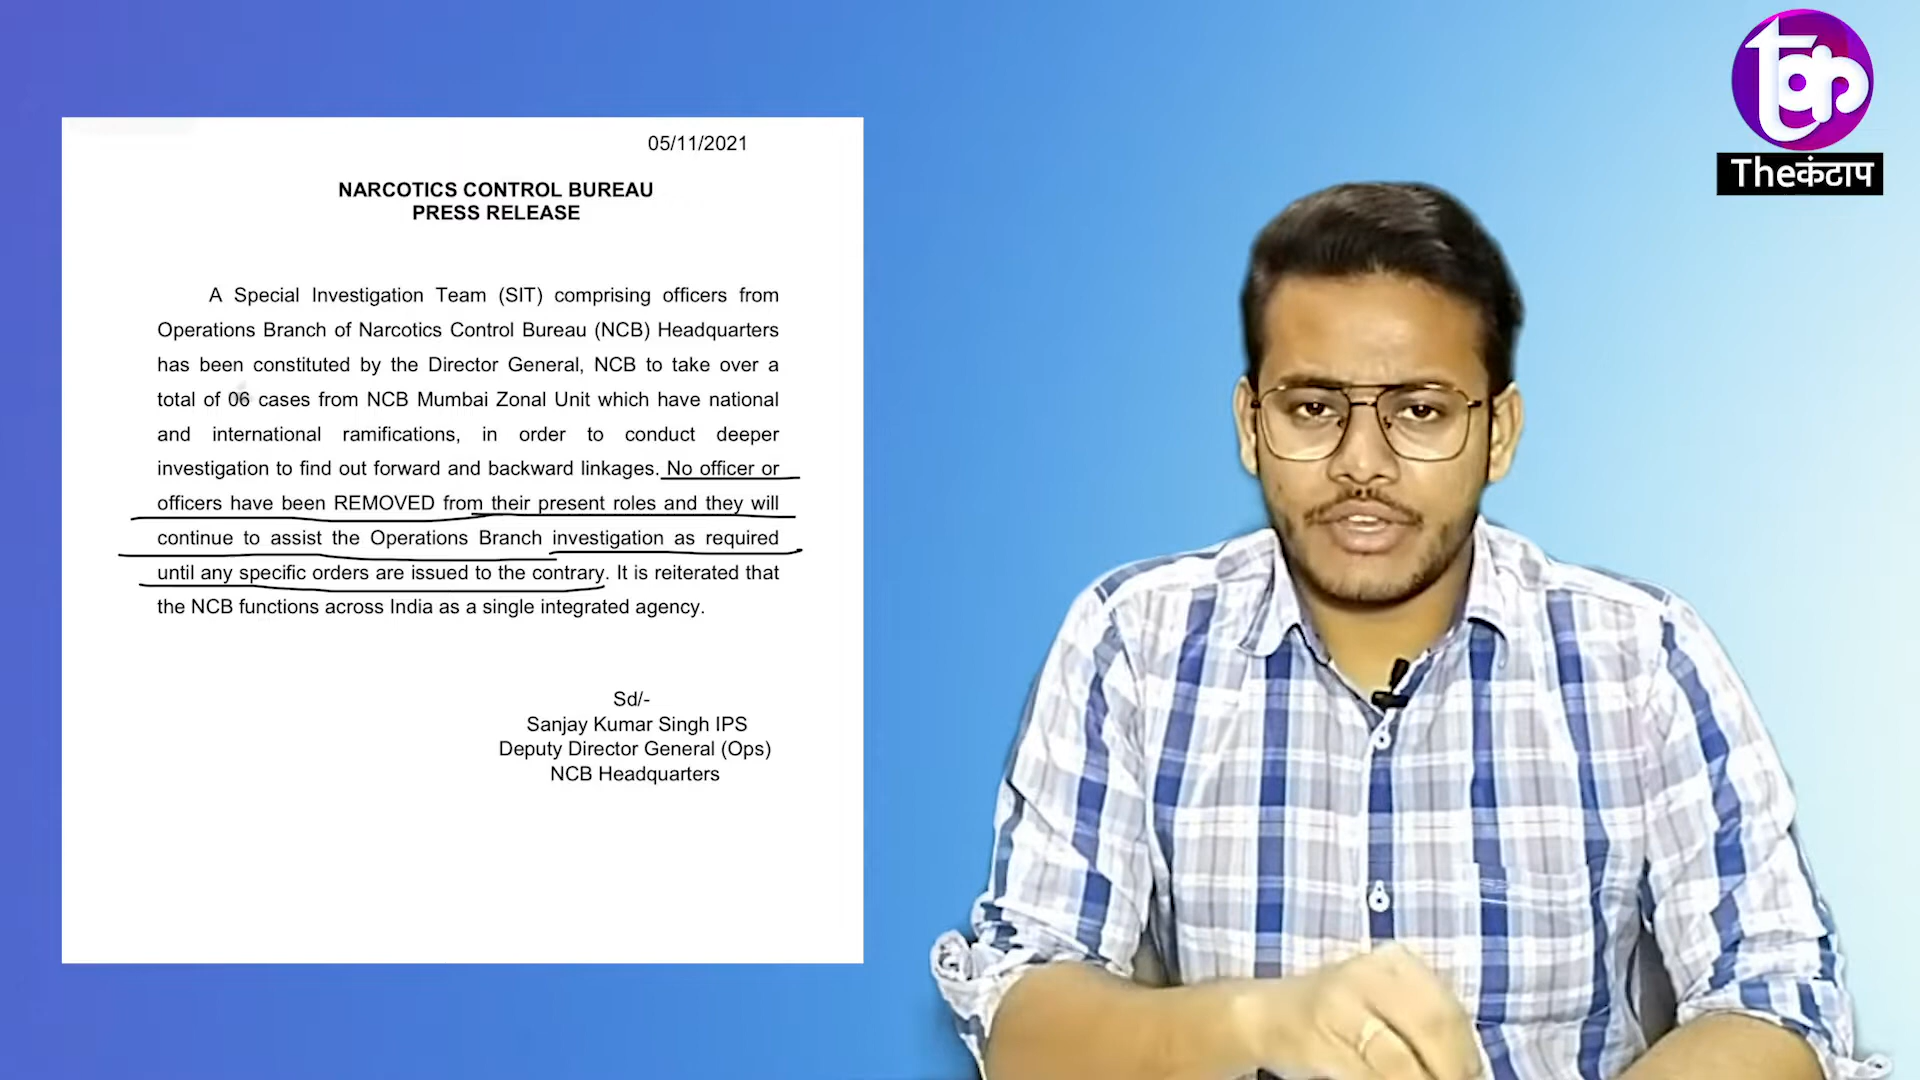 05/11/2021
NARCOTICS CONTROL BUREAU
PRESS RELEASE
A Special Investigation Team (SIT) comprising officers from
Operations Branch of Narcotics Control Bureau (NCB) Headquarters
has been constituted by the Director General, NCB to take over a
total of 06 cases from NCB Mumbai Zonal Unit which have national
and international ramifications, in order to conduct deeper
investigation to find out forward and backward linkages. No officer or
officers have been REMOVED from their present roles and they will
continue to assist the Operations Branch investigation as required
until any specific orders are issued to the contrary. It is reiterated that
the NCB functions across India as a single integrated agency.
Sd/-
Sanjay Kumar Singh IPS
Deputy Director General (Ops)
NCB Headquarters
Theकंटाप